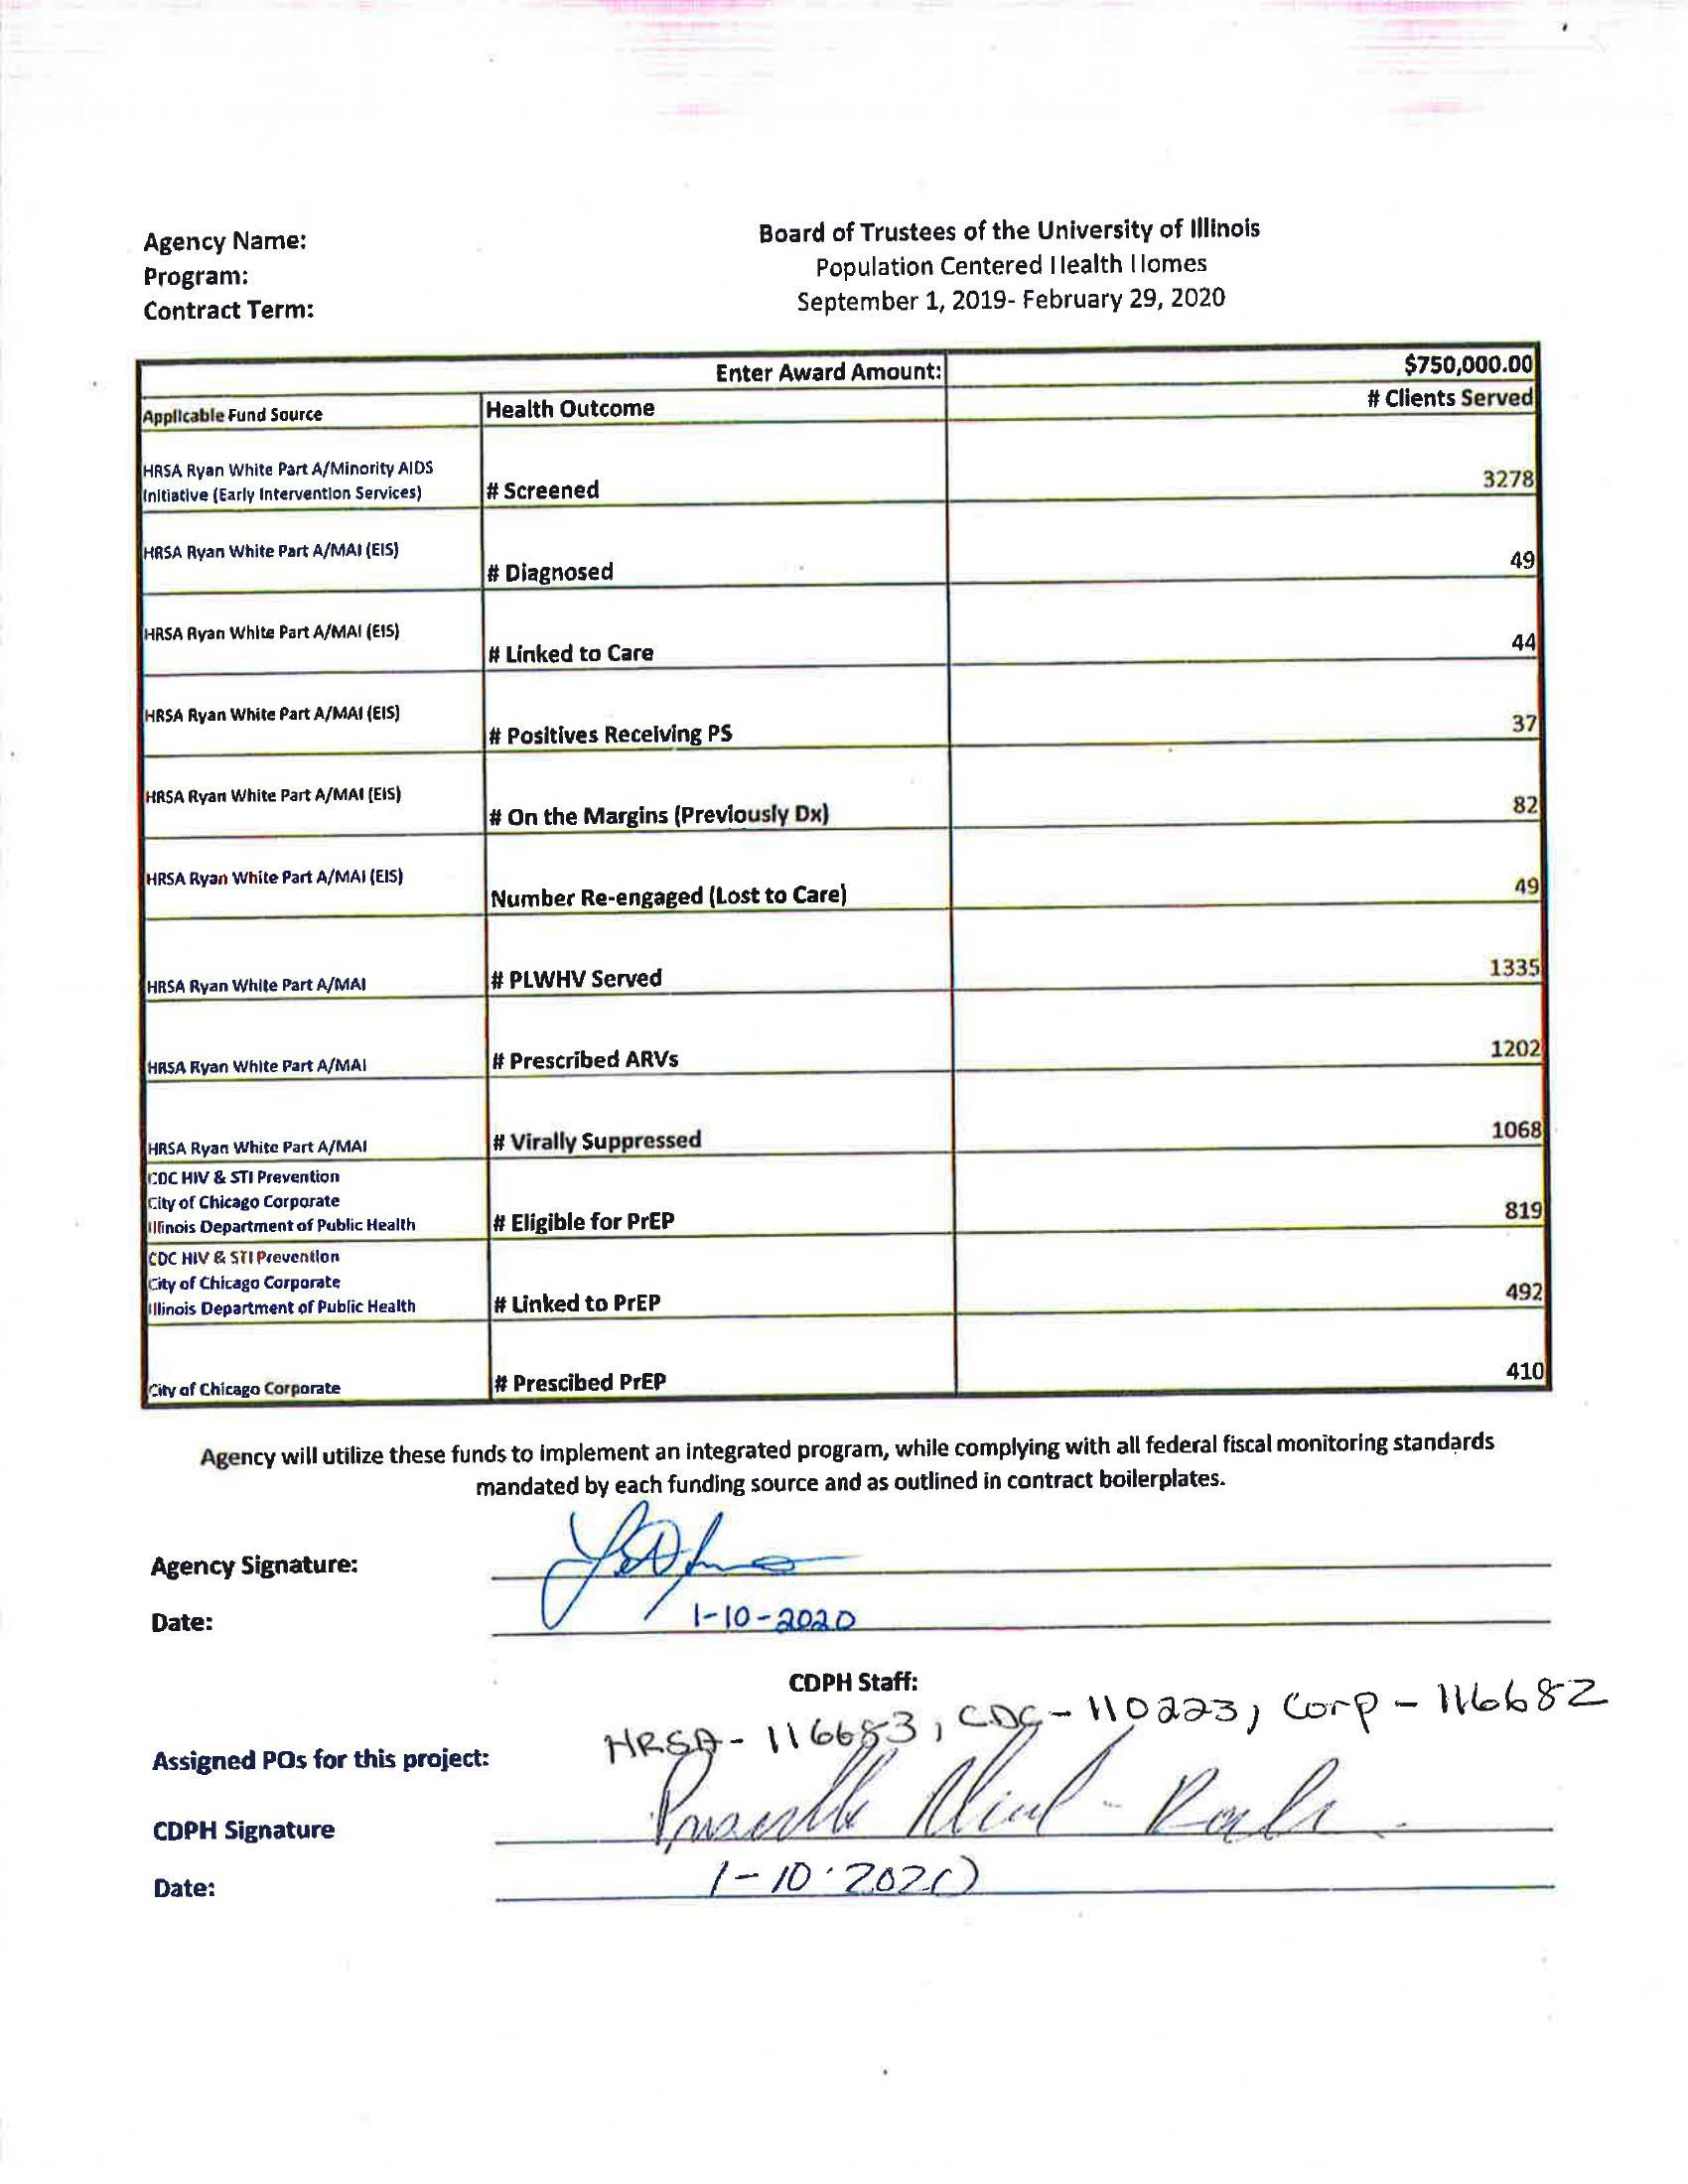 Agency Name:
Board of Trustees of the University of Illinois
Program:
Population Centered Health Homes
Contract Term:
September 1, 2019- February 29, 2020
Enter Award Amount: $750,000.00
Applicable Fund Source Health Outcome # Clients Served
HRSA Ryan White Part A/Minority AIDS
Initiative (Early Intervention Services) # Screened 3278
HRSA Ryan White Part A/MAI (EIS) # Diagnosed 49
HRSA Ryan White Part A/MAI (EIS) # Linked to Care 44
HRSA Ryan White Part A/MAI (EIS) # Positives Receiving PS 37
HRSA Ryan White Part A/MAI (EIS) # On the Margins (Previously Dx) 82
HRSA Ryan White Part A/MAI (EIS) Number Re-engaged (Lost to Care) 49
HRSA Ryan White Part A/MAI # PLWHV Served 1335
HRSA Ryan White Part A/MAI # Prescribed ARVs 1202
HRSA Ryan White Part A/MAI # Virally Suppressed 1068
CDC HIV & STI Prevention
City of Chicago Corporate
Illinois Department of Public Health # Eligible for PrEP 819
CDC HIV & STI Prevention
City of Chicago Corporate
Illinois Department of Public Health # Linked to PrEP 492
City of Chicago Corporate # Prescibed PrEP 410
Agency will utilize these funds to implement an integrated program, while complying with all federal fiscal monitoring standards
mandated by each funding source and as outlined in contract boilerplates.
Agency Signature:
Date: 1-10-2020
CDPH Staff:
Assigned POs for this project: HRSA- 116683, CDC-110223, Corp - 116682
CDPH Signature
Date: 1-10-2020